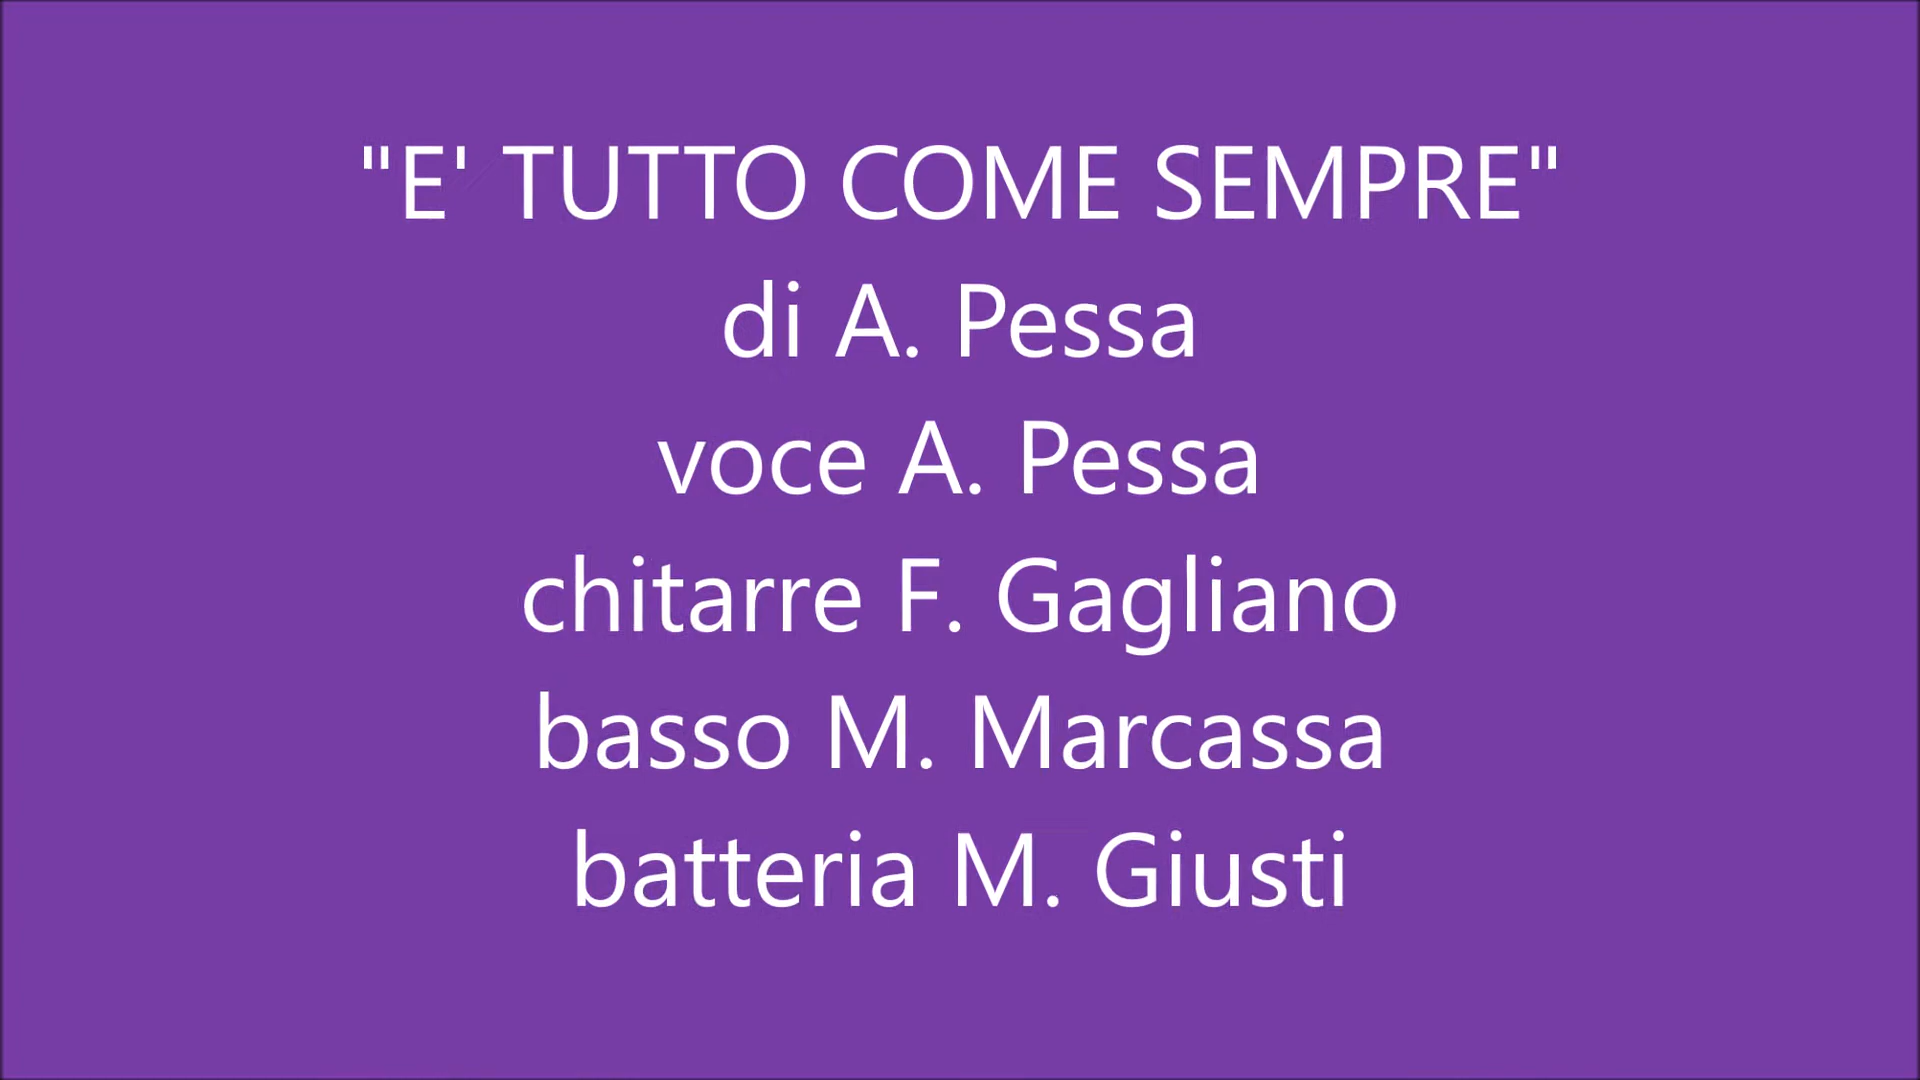 "E' TUTTO COME SEMPRE"
di A. Pessa
voce A. Pessa
chitarre F. Gagliano
basso M. Marcassa
batteria M. Giusti